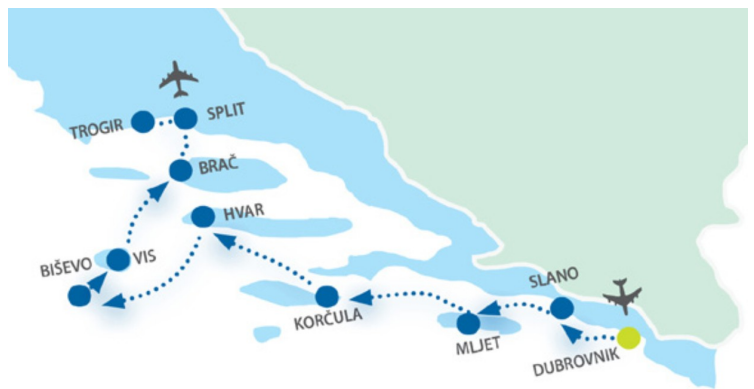 TROGIR
SPLIT
BRAČ
HVAR
BIŠEVO
VIS
KORČULA
SLANO
MLJET
DUBROVNIK